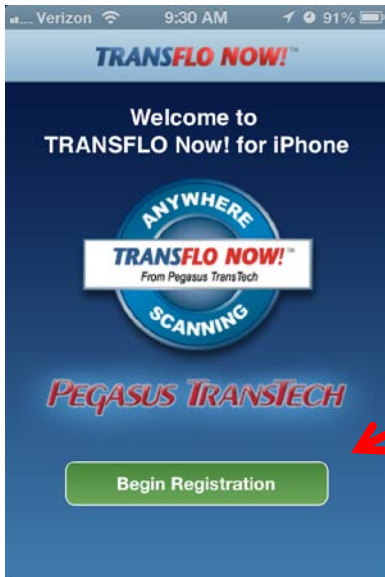 Verizon 9:30 AM 91%
TRANSFLO NOW!™
Welcome to
TRANSFLO Now! for iPhone
ANYWHERE
TRANSFLO NOW!™
From Pegasus TransTech
SCANNING
PEGASUS TRANSTECH
Begin Registration